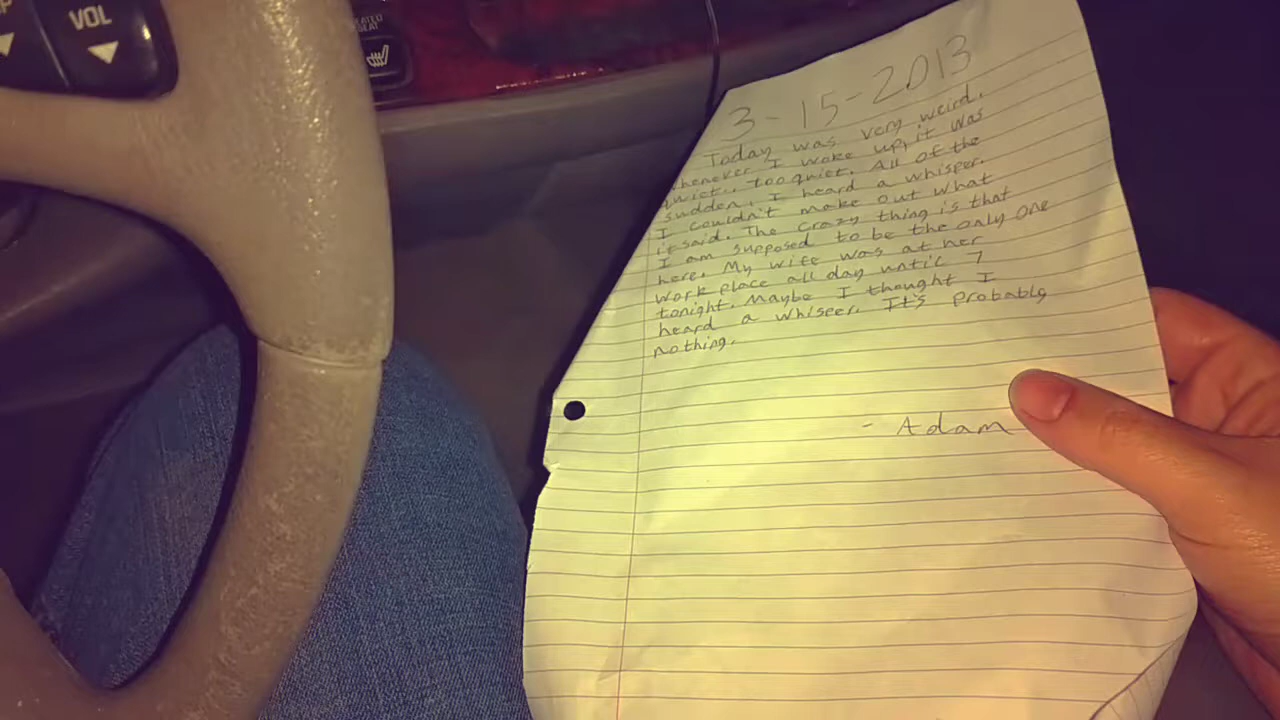 VOL
HEATED
SEAT
3-15-2013
Today was very weird.
Whenever I woke up, it was
quiet.. too quiet. All of the
sudden, I heard a whisper.
I couldn't make out what
it said. The crazy thing is that
I am supposed to be the only one
here. My wife was at her
work place all day until 7
tonight. Maybe I thought I
heard a whisper. It's probably
nothing.
- Adam